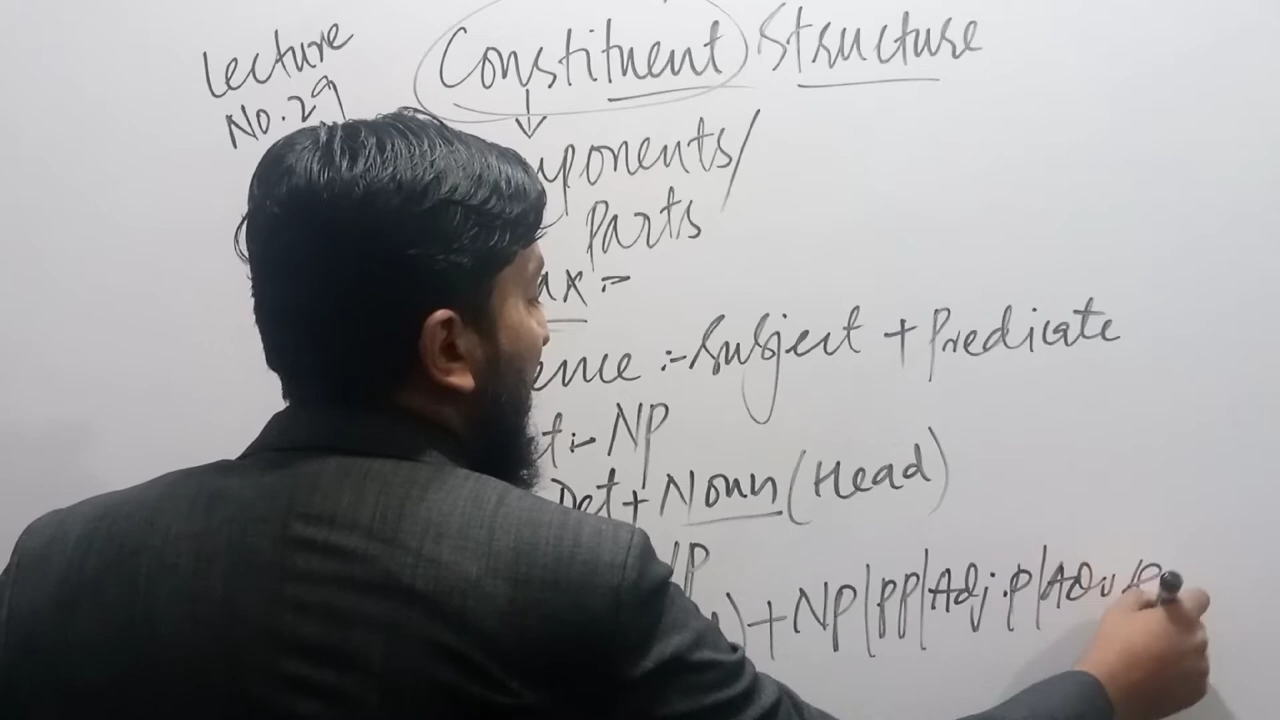 Lecture
No. 29
Constituent Structure
ponents/
Parts
ax :-
ence :- Subject + Predicate
t :- NP
Det + Noun (Head)
P
) + NP | PP | Adj.P | Adv P